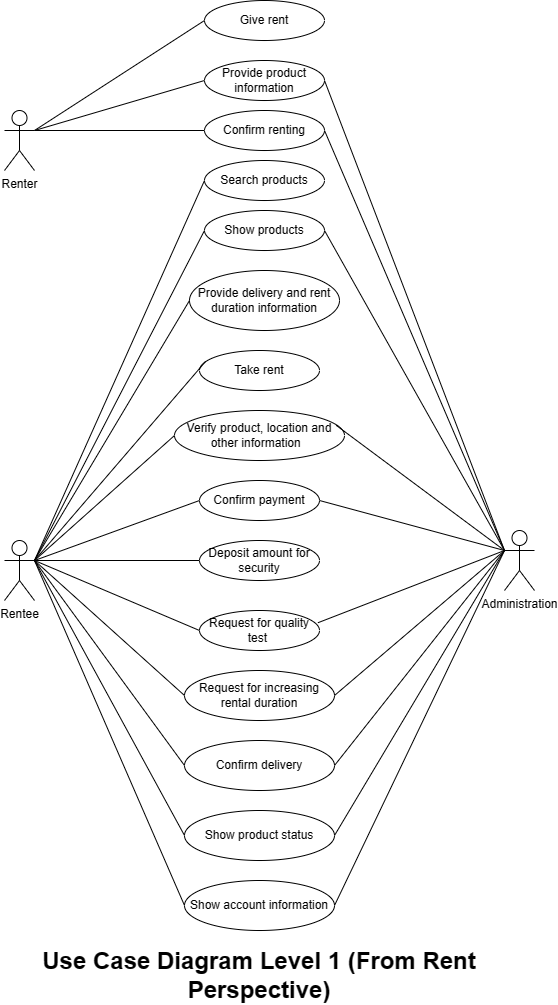 Give rent
Provide product
information
Confirm renting
Renter
Search products
Show products
Provide delivery and rent
duration information
Take rent
Verify product, location and
other information
Confirm payment
Deposit amount for
security
Rentee
Administration
Request for quality
test
Request for increasing
rental duration
Confirm delivery
Show product status
Show account information
Use Case Diagram Level 1 (From Rent
Perspective)